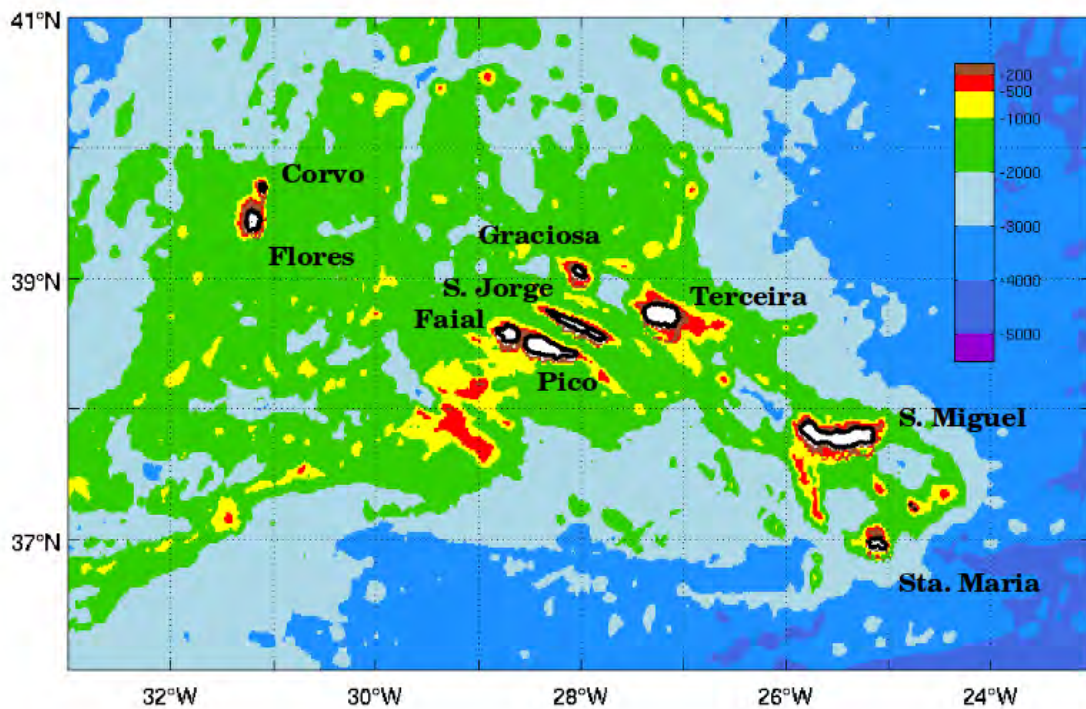 41°N
-200
-500
-1000
-2000
-3000
-4000
-5000
Corvo
Flores
Graciosa
39°N
S. Jorge
Terceira
Faial
Pico
S. Miguel
37°N
Sta. Maria
32°W 30°W 28°W 26°W 24°W